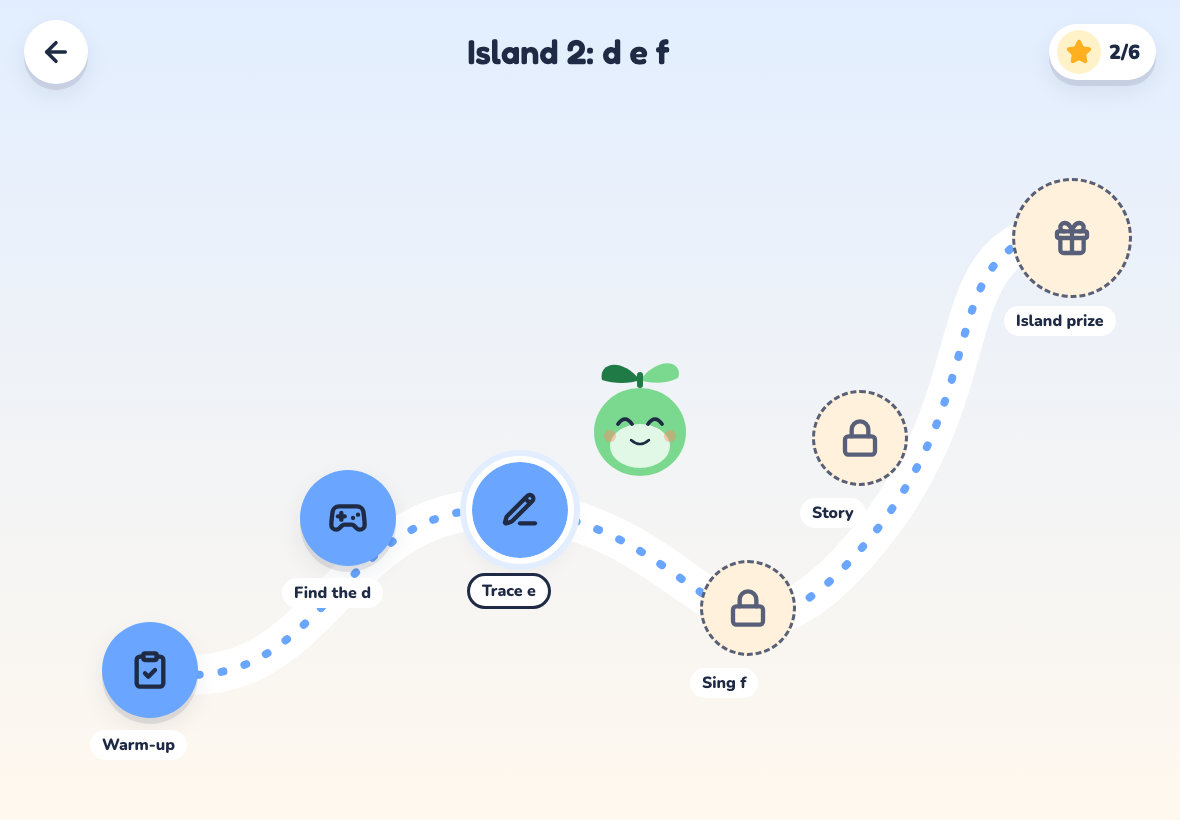 Island 2: d e f
2/6
Island prize
Story
Find the d
Trace e
Sing f
Warm-up